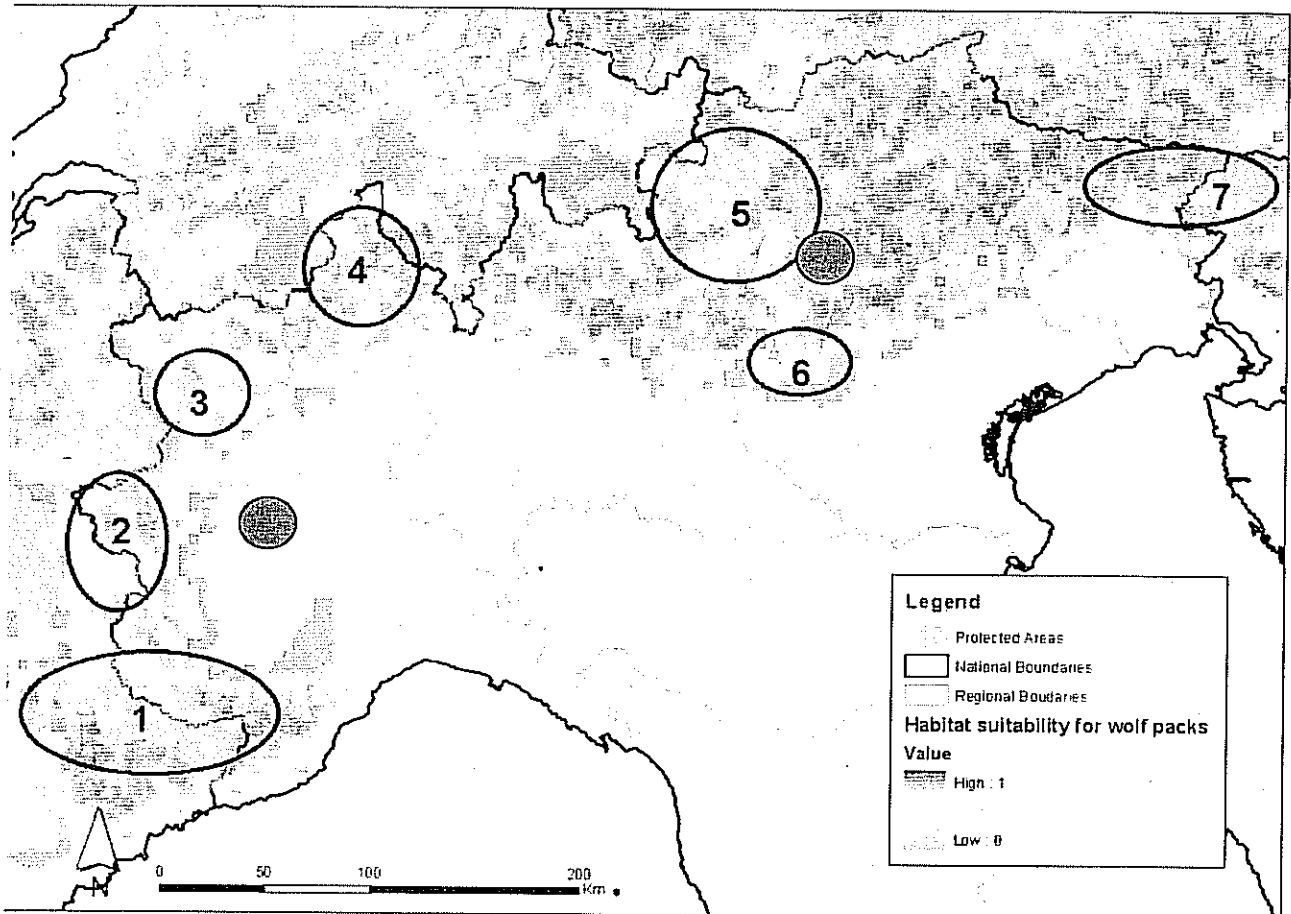 5
7
4
6
3
2
1
N
0 50 100 200
Km
Legend
Protected Areas
National Boundaries
Regional Boudaries
Habitat suitability for wolf packs
Value
High : 1
Low : 0